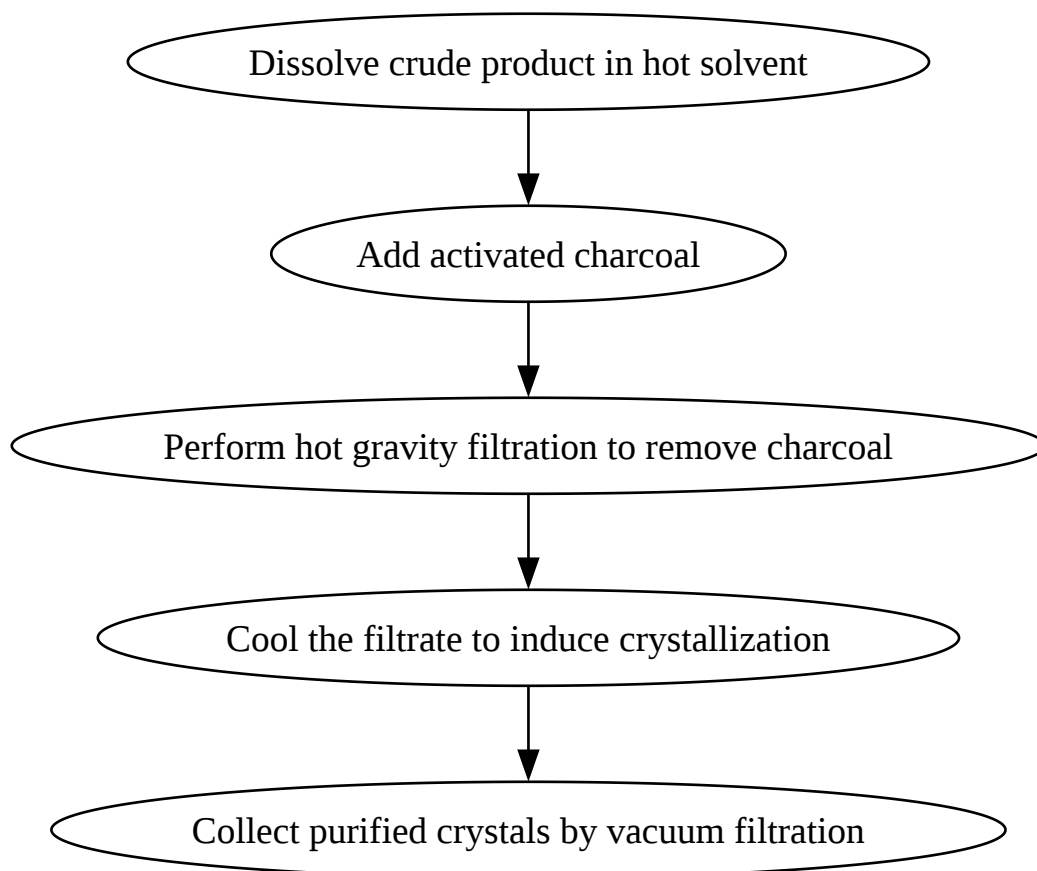 Dissolve crude product in hot solvent
Add activated charcoal
Perform hot gravity filtration to remove charcoal
Cool the filtrate to induce crystallization
Collect purified crystals by vacuum filtration